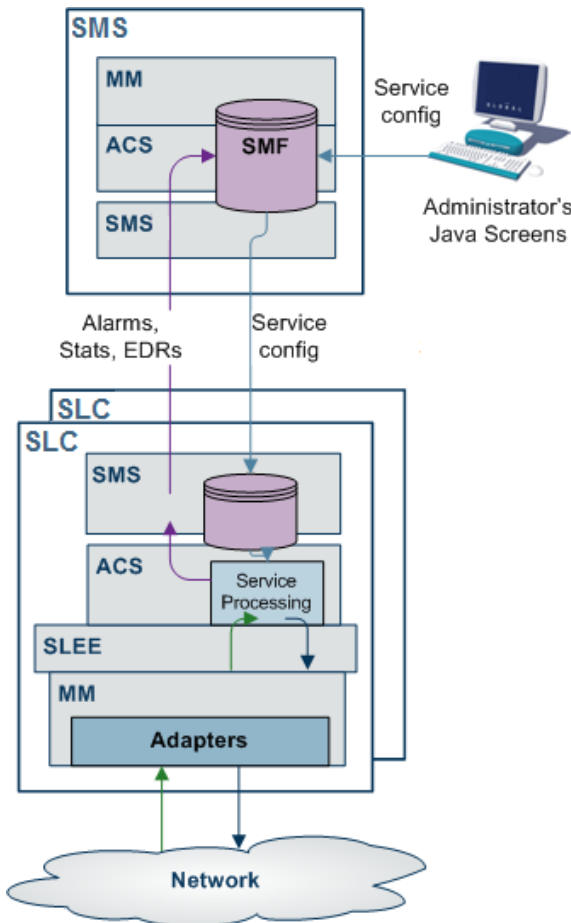 SMS
MM
SMF
ACS
SMS
Service
config
Administrator's
Java Screens
Alarms,
Stats, EDRs
Service
config
SLC
SLC
SMS
ACS
Service
Processing
SLEE
MM
Adapters
Network